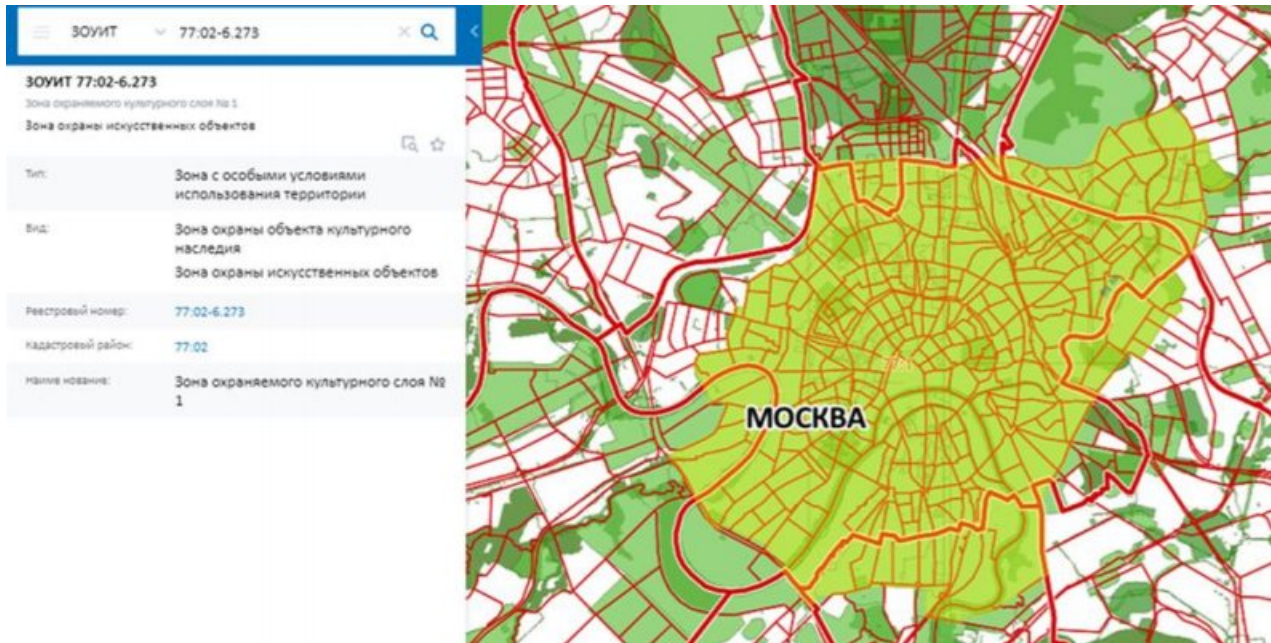 ЗОУИТ 77:02-6.273
ЗОУИТ 77:02-6.273
Зона охраняемого культурного слоя № 1
Зона охраны искусственных объектов
Тип: Зона с особыми условиями
использования территории
Вид: Зона охраны объекта культурного
наследия
Зона охраны искусственных объектов
Реестровый номер: 77:02-6.273
Кадастровый район: 77:02
Наиме нование: Зона охраняемого культурного слоя №
1
МОСКВА